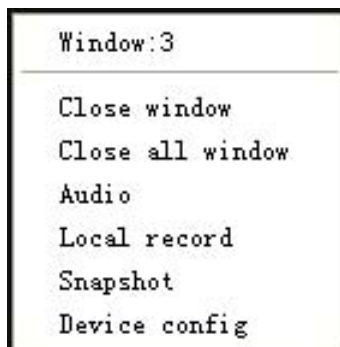 Window:3
Close window
Close all window
Audio
Local record
Snapshot
Device config